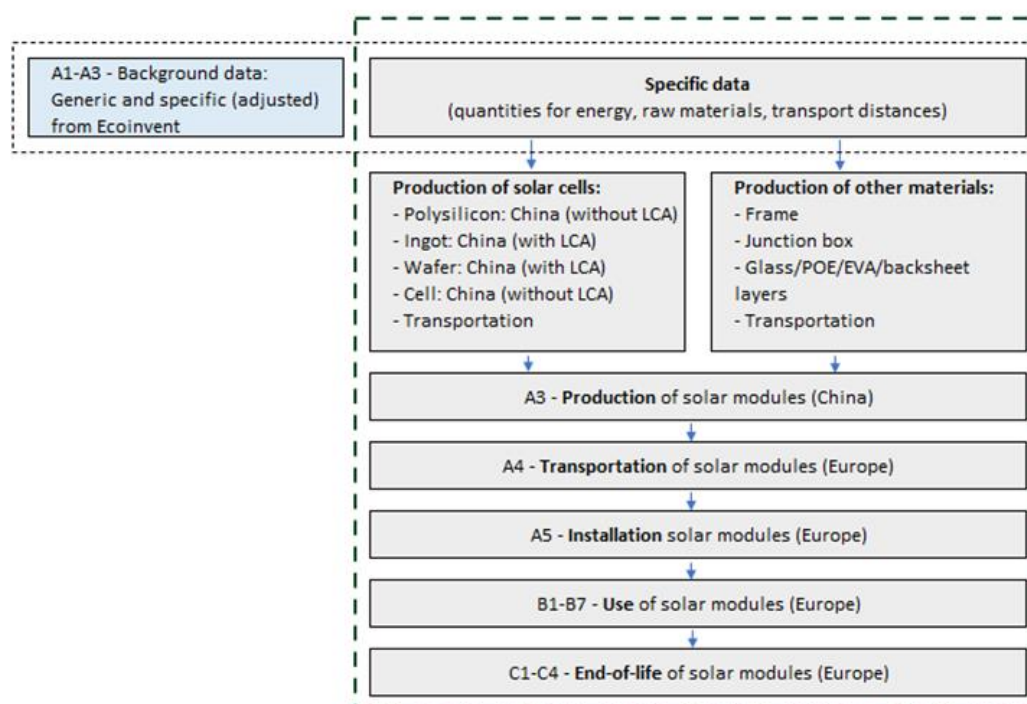 A1-A3 - Background data:
Generic and specific (adjusted)
from Ecoinvent
Specific data
(quantities for energy, raw materials, transport distances)
Production of solar cells:
- Polysilicon: China (without LCA)
- Ingot: China (with LCA)
- Wafer: China (with LCA)
- Cell: China (without LCA)
- Transportation
Production of other materials:
- Frame
- Junction box
- Glass/POE/EVA/backsheet
layers
- Transportation
A3 - Production of solar modules (China)
A4 - Transportation of solar modules (Europe)
A5 - Installation solar modules (Europe)
B1-B7 - Use of solar modules (Europe)
C1-C4 - End-of-life of solar modules (Europe)